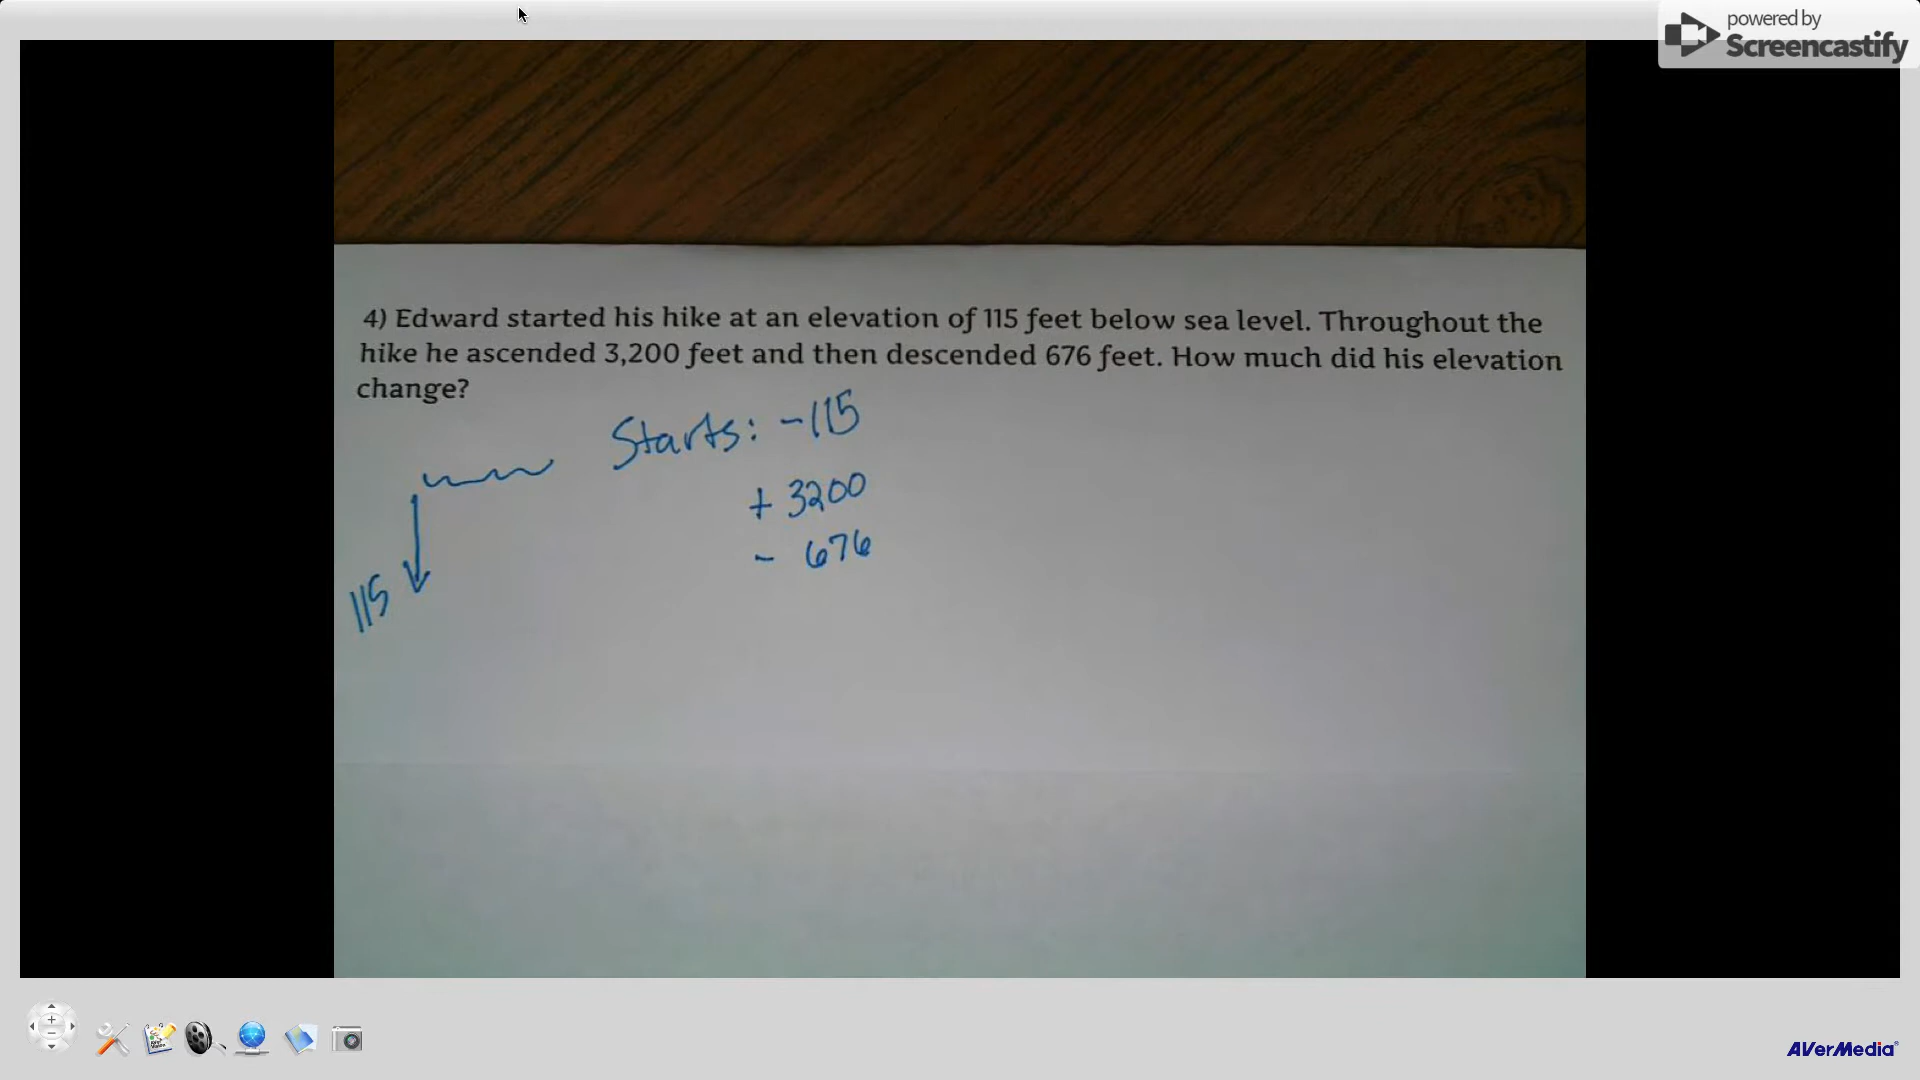 powered by
Screencastify
4) Edward started his hike at an elevation of 115 feet below sea level. Throughout the
hike he ascended 3,200 feet and then descended 676 feet. How much did his elevation
change?
Starts: -115
+ 3200
- 676
115
AVerMedia